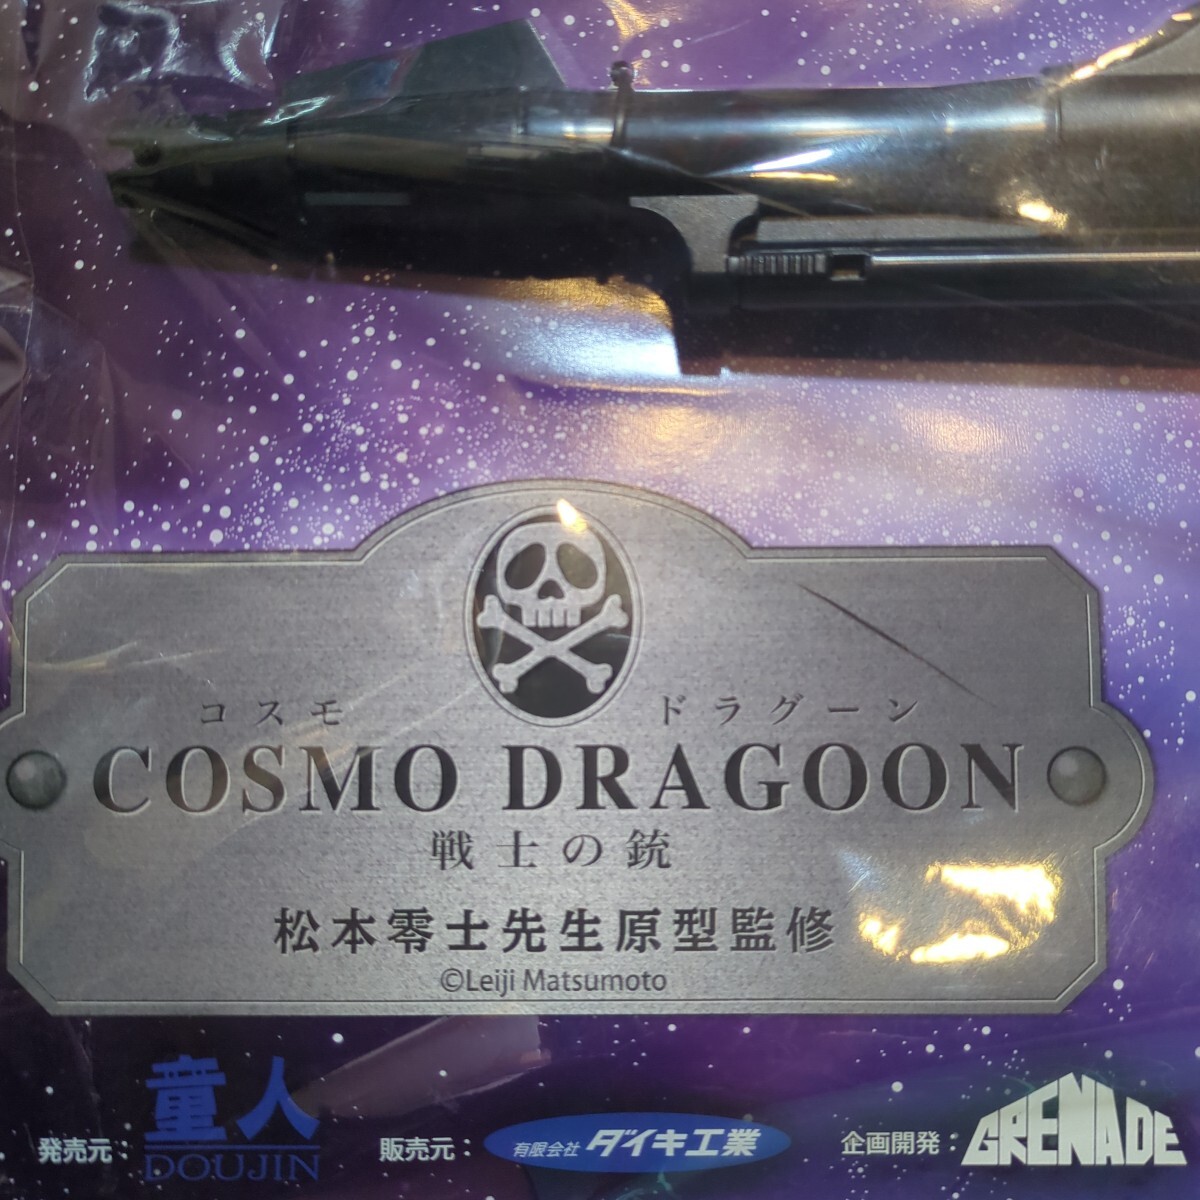 コスモ ドラグーン
COSMO DRAGOON
戦士の銃
松本零士先生原型監修
©Leiji Matsumoto
発売元： 童人 DOUJIN 販売元： 有限会社 ダイキ工業 企画開発： GRENADE